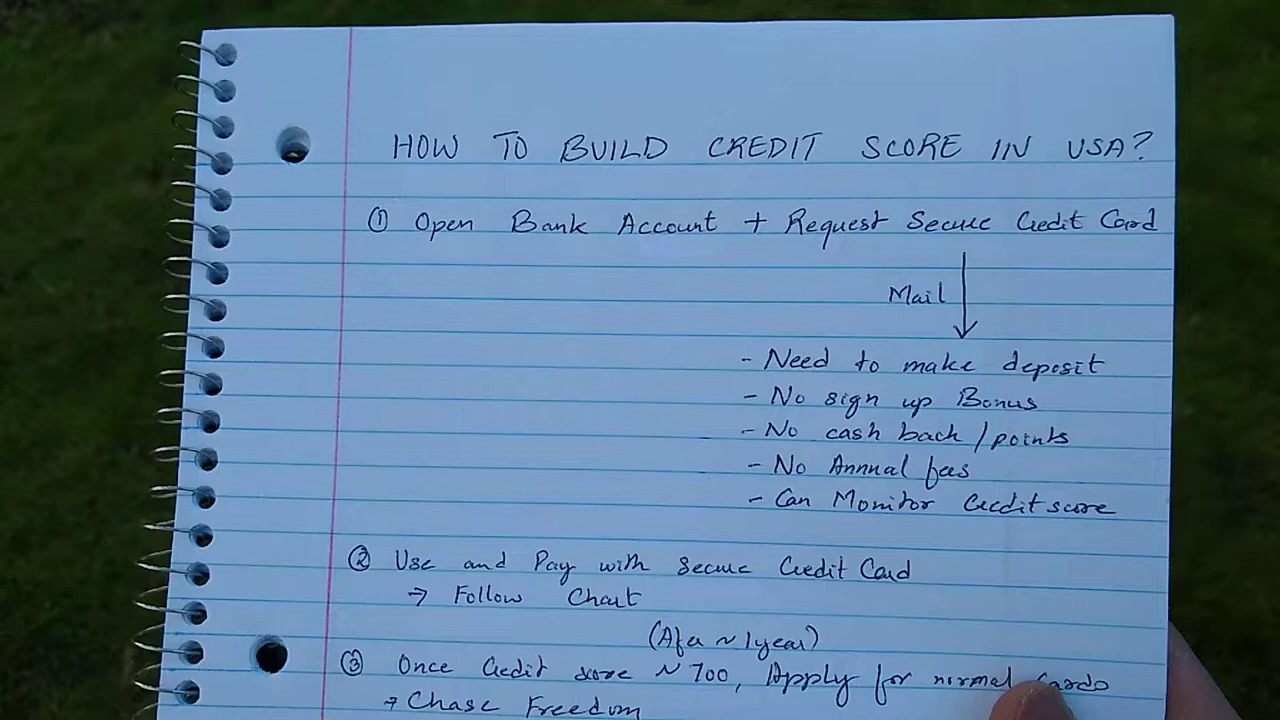 HOW TO BUILD CREDIT SCORE IN USA?
① Open Bank Account + Request Secure Credit Card
Mail
- Need to make deposit
- No sign up Bonus
- No cash back/points
- No Annual fees
- Can Monitor Credit score
② Use and Pay with Secure Credit Card
→ Follow Chart
(After ~ 1 year)
③ Once Credit score ~ 700, Apply for normal Cards
→ Chase Freedom